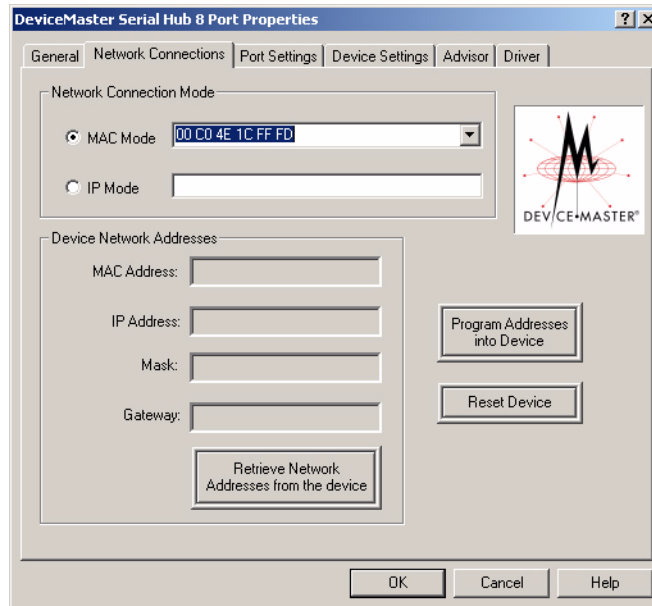 DeviceMaster Serial Hub 8 Port Properties
General Network Connections Port Settings Device Settings Advisor Driver
Network Connection Mode
MAC Mode 00 C0 4E 1C FF FD
IP Mode
DEVICE•MASTER®
Device Network Addresses
MAC Address:
IP Address:
Mask:
Gateway:
Retrieve Network
Addresses from the device
Program Addresses
into Device
Reset Device
OK Cancel Help